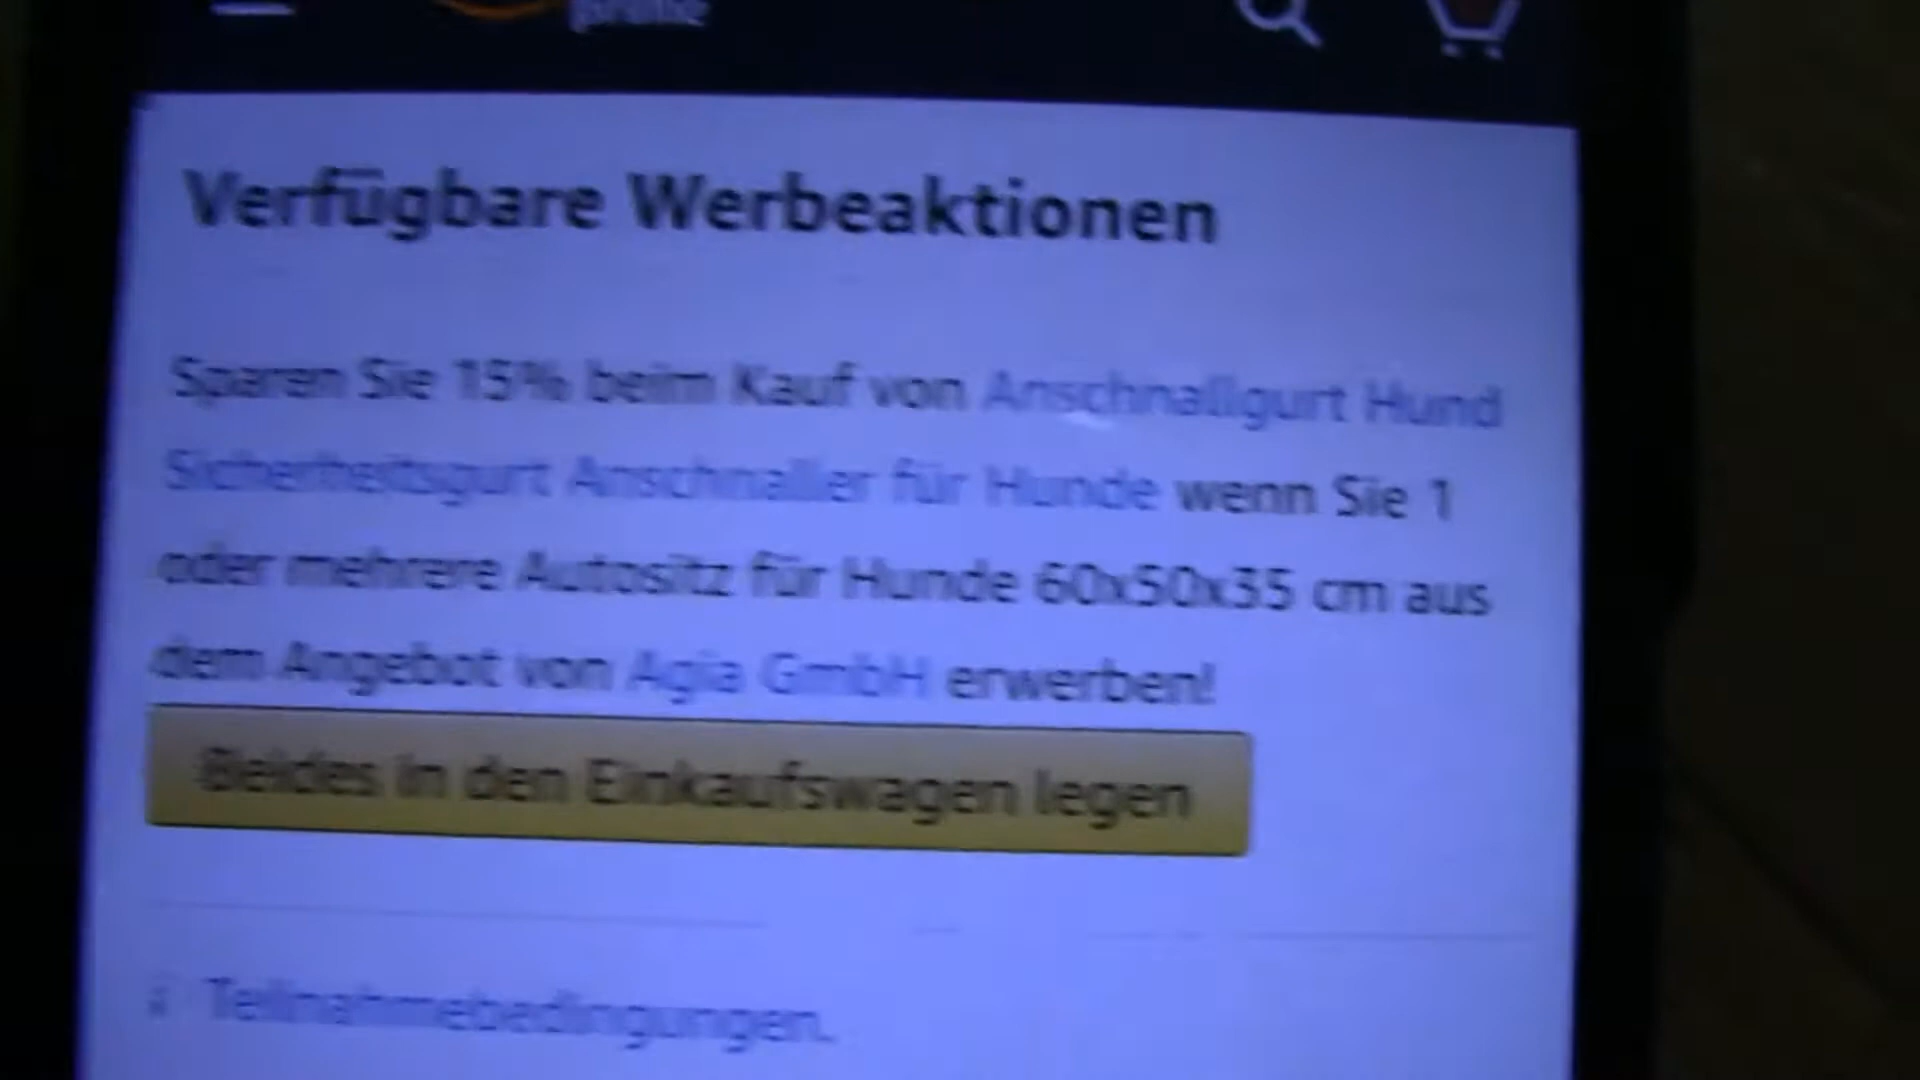 prime
Verfügbare Werbeaktionen
Sparen Sie 15% beim Kauf von Anschnallgurt Hund
Sicherheitsgurt Anschnaller für Hunde wenn Sie 1
oder mehrere Autositz für Hunde 60x50x35 cm aus
dem Angebot von Agia GmbH erwerben!
Beides in den Einkaufswagen legen
Teilnahmebedingungen.